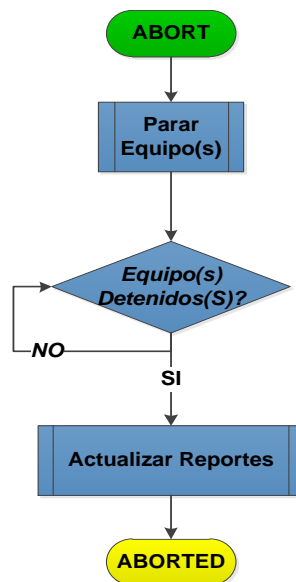 ABORT
Parar
Equipo(s)
Equipo(s)
Detenidos(S)?
NO
SI
Actualizar Reportes
ABORTED